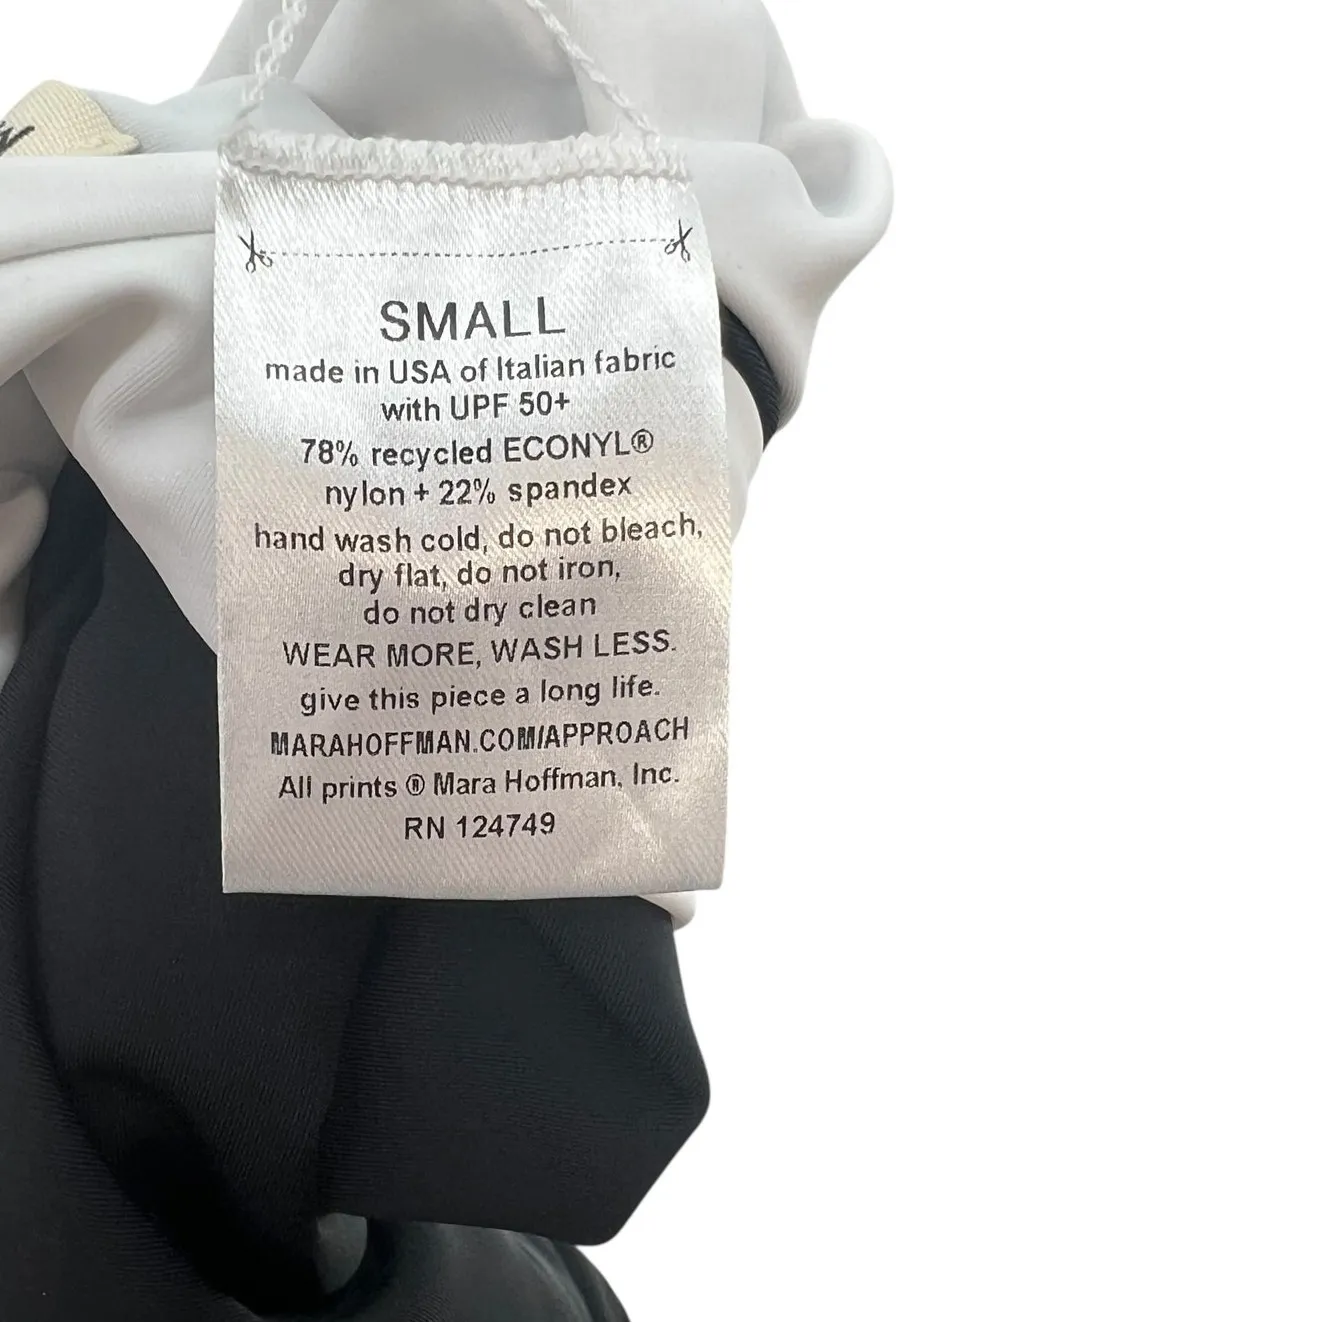 SMALL
made in USA of Italian fabric
with UPF 50+
78% recycled ECONYL®
nylon + 22% spandex
hand wash cold, do not bleach,
dry flat, do not iron,
do not dry clean
WEAR MORE, WASH LESS.
give this piece a long life.
MARAHOFFMAN.COM/APPROACH
All prints ® Mara Hoffman, Inc.
RN 124749